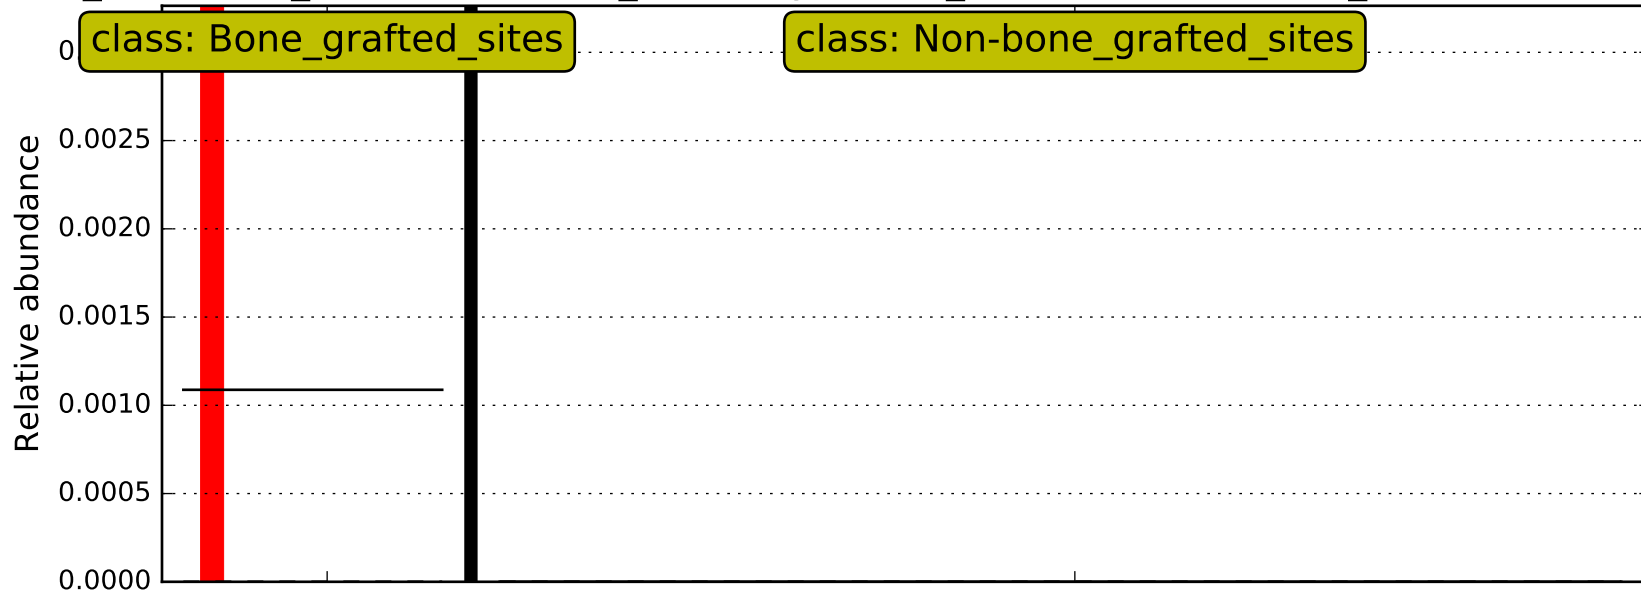 class: Bone_grafted_sites
class: Non-bone_grafted_sites
0.0025
0.0020
0.0015
0.0010
0.0005
0.0000
Relative abundance